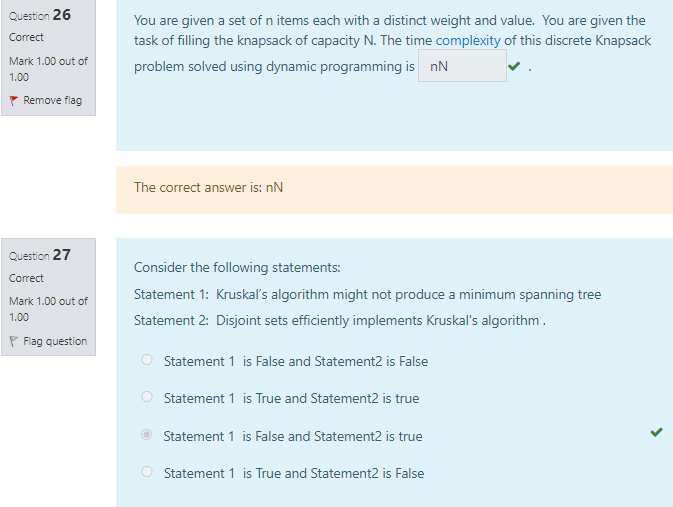 Question 26
Correct
Mark 1.00 out of
1.00
Remove flag
You are given a set of n items each with a distinct weight and value.  You are given the
task of filling the knapsack of capacity N. The time complexity of this discrete Knapsack
problem solved using dynamic programming is nN .
The correct answer is: nN
Question 27
Correct
Mark 1.00 out of
1.00
Flag question
Consider the following statements:
Statement 1:  Kruskal's algorithm might not produce a minimum spanning tree
Statement 2:  Disjoint sets efficiently implements Kruskal's algorithm .
Statement 1  is False and Statement2 is False
Statement 1  is True and Statement2 is true
Statement 1  is False and Statement2 is true
Statement 1  is True and Statement2 is False